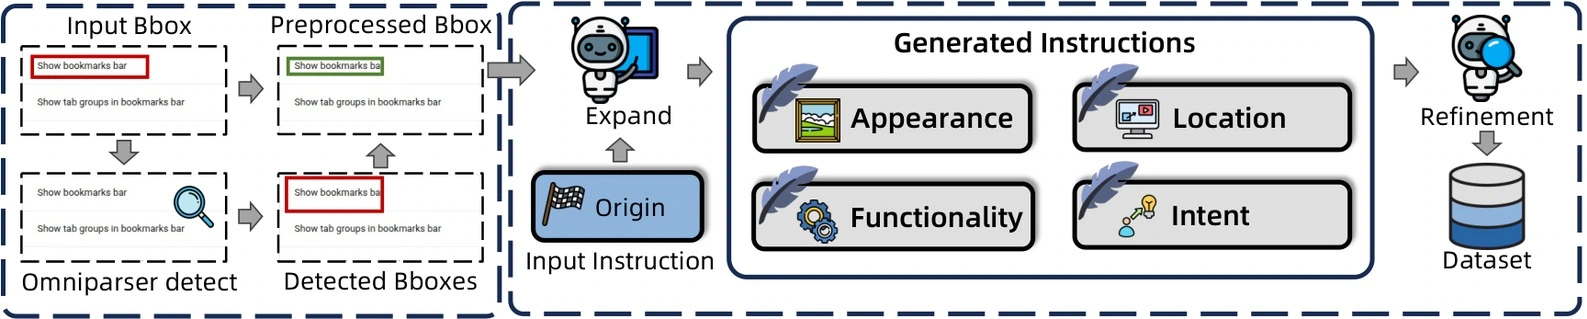 Input Bbox
Show bookmarks bar
Show tab groups in bookmarks bar
Preprocessed Bbox
Show bookmarks ba
Show tab groups in bookmarks bar
Show bookmarks bar
Show tab groups in bookmarks bar
Omniparser detect
Show bookmarks ba
Show tab groups in bookmarks bar
Detected Bboxes
Expand
Origin
Input Instruction
Generated Instructions
Appearance
Location
Functionality
Intent
Refinement
Dataset